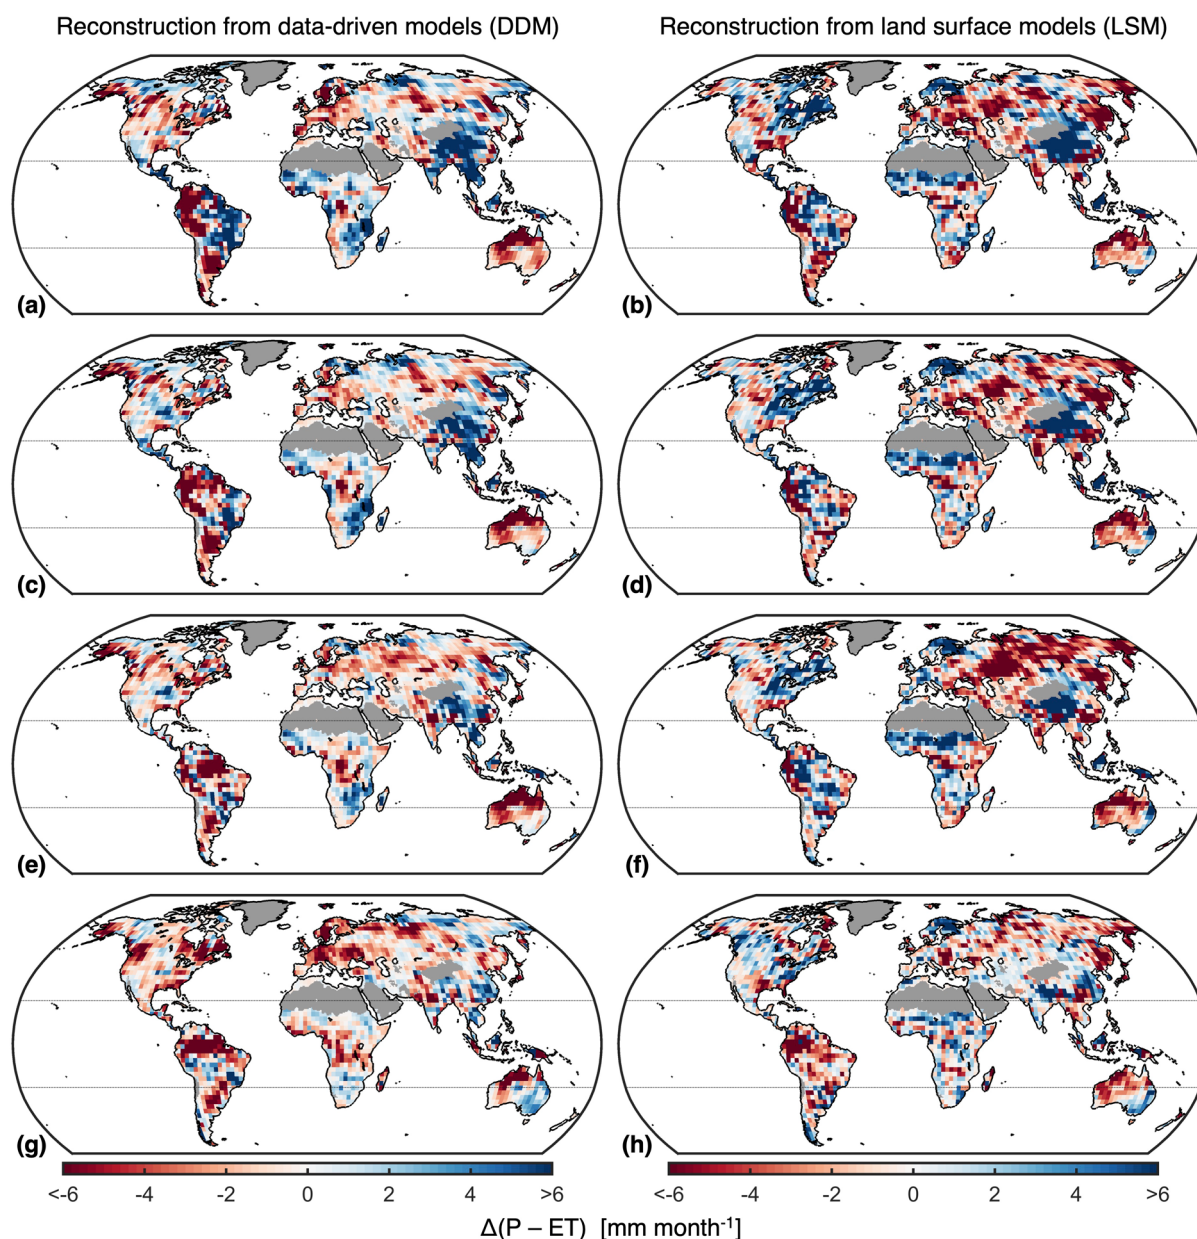 Reconstruction from data-driven models (DDM)
Reconstruction from land surface models (LSM)
(a)
(b)
(c)
(d)
(e)
(f)
(g)
(h)
<-6 -4 -2 0 2 4 >6
<-6 -4 -2 0 2 4 >6
Δ(P – ET) [mm month⁻¹]